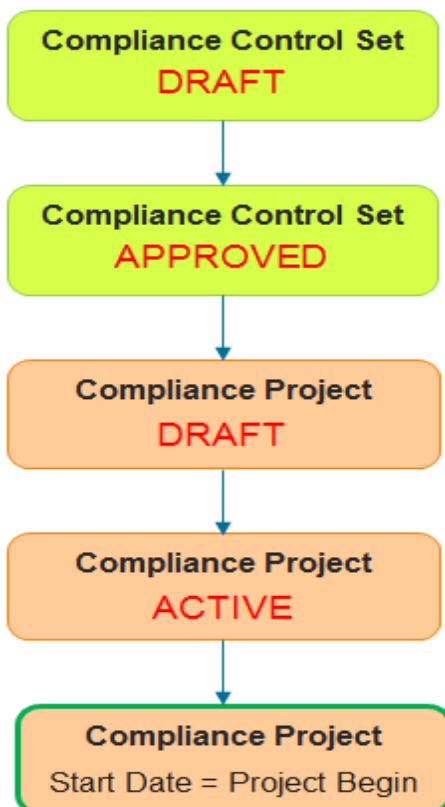 Compliance Control Set
DRAFT
Compliance Control Set
APPROVED
Compliance Project
DRAFT
Compliance Project
ACTIVE
Compliance Project
Start Date = Project Begin